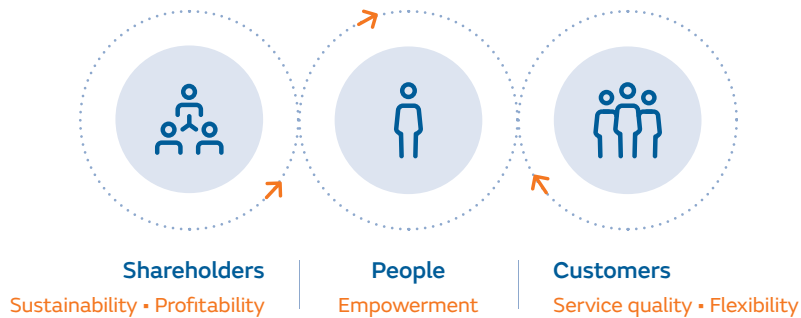 Shareholders
Sustainability ▪ Profitability
People
Empowerment
Customers
Service quality ▪ Flexibility